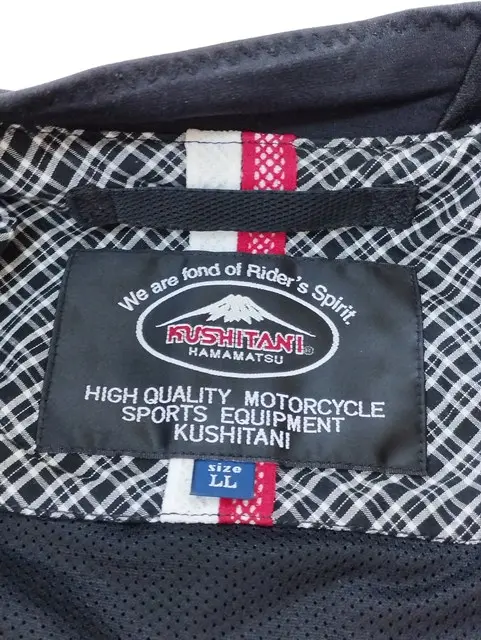 We are fond of Rider's Spirit.
KUSHITANI®
HAMAMATSU
HIGH QUALITY MOTORCYCLE
SPORTS EQUIPMENT
KUSHITANI
size
LL